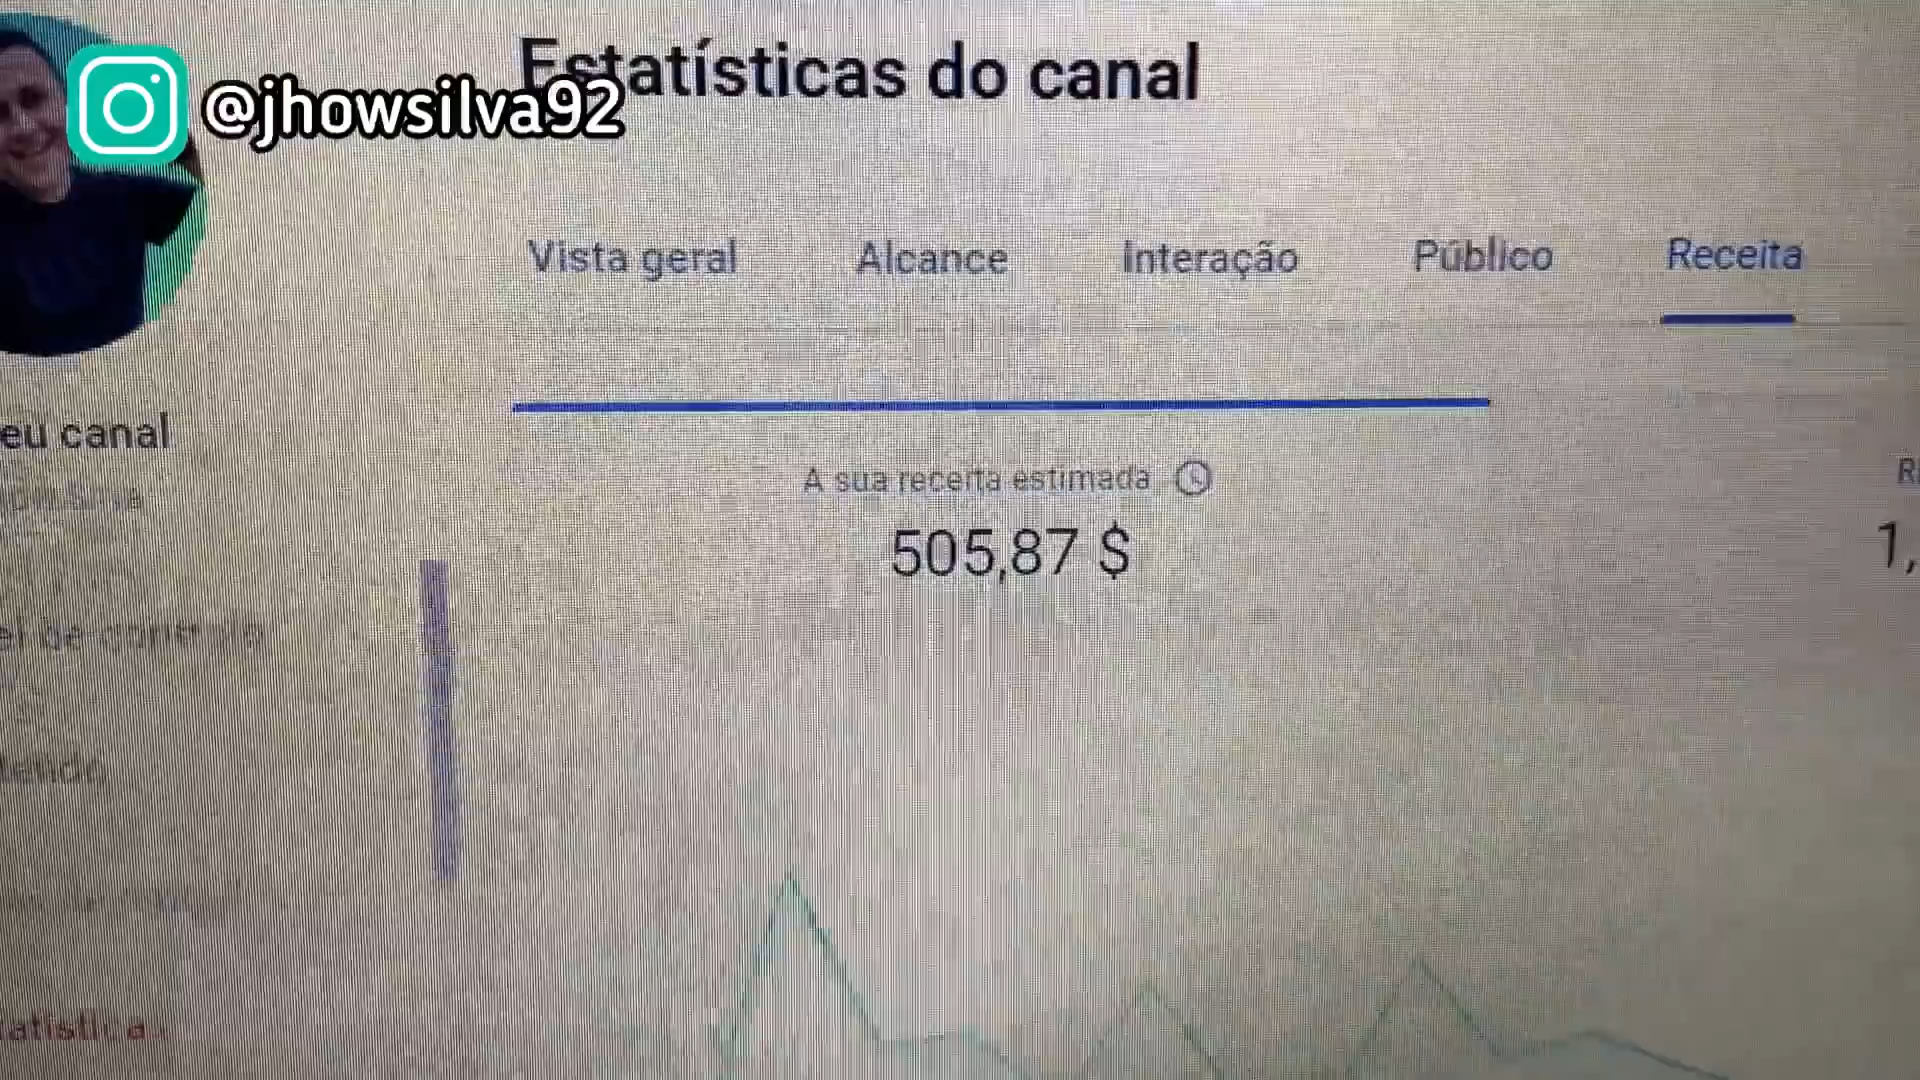 @jhowsilva92
Estatísticas do canal
Vista geral
Alcance
Interação
Público
Receita
eu canal
A sua receita estimada
505,87 $
1,